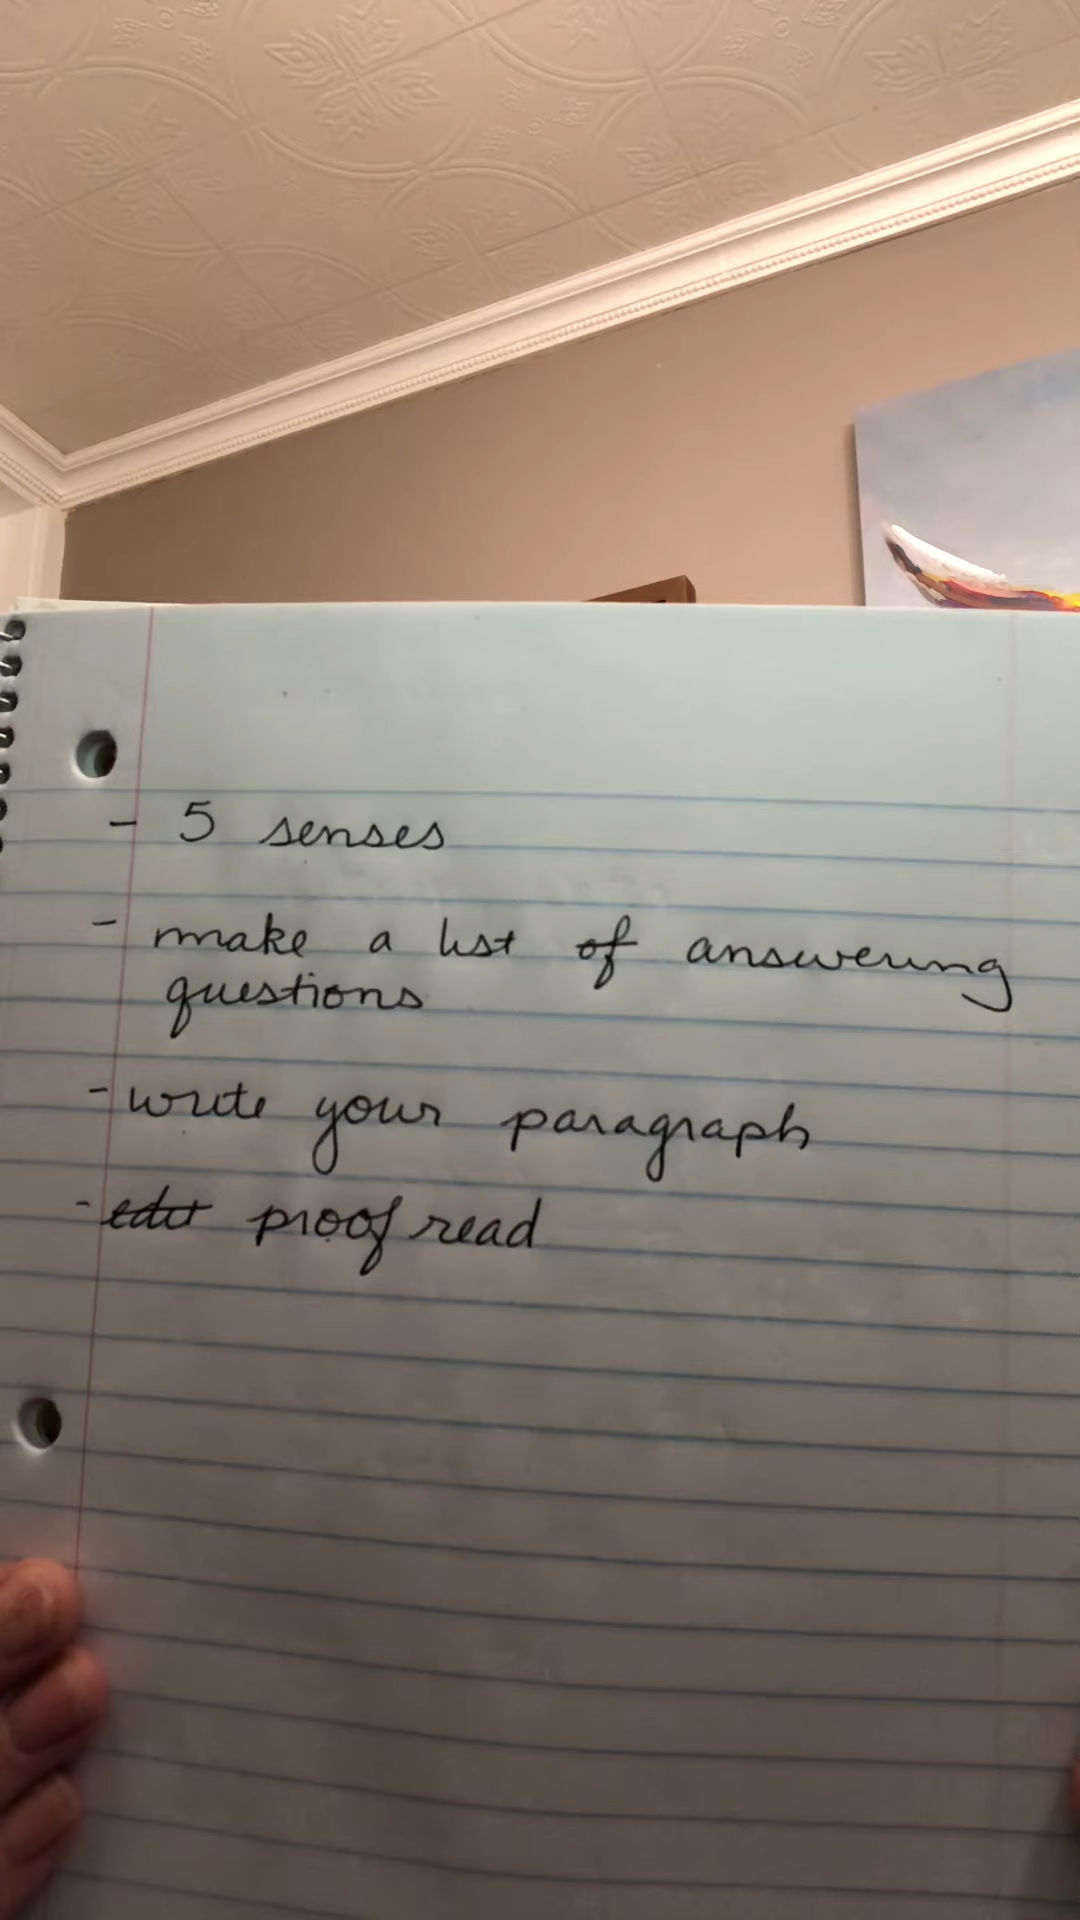 - 5 senses
- make a list of answering
questions
- write your paragraph
- edit proof read